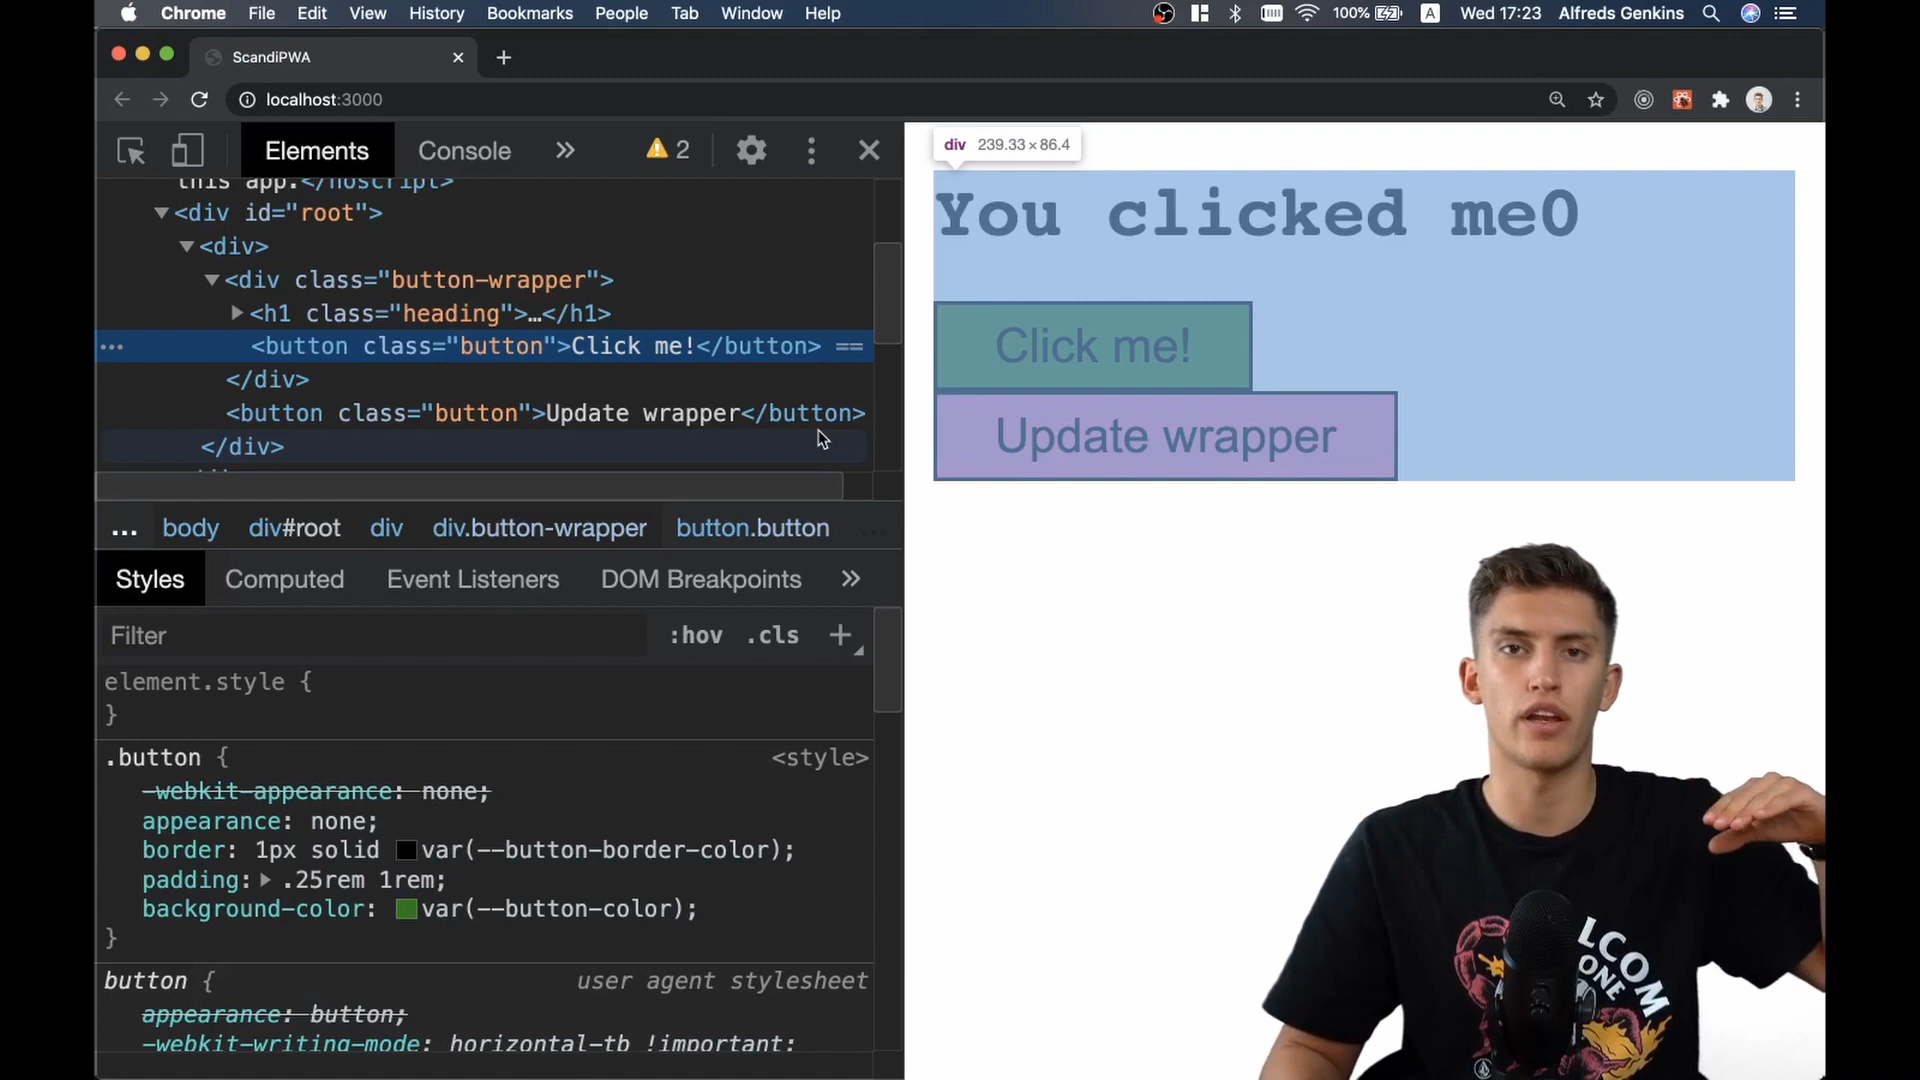 Chrome File Edit View History Bookmarks People Tab Window Help 100% A Wed 17:23 Alfreds Genkins
ScandiPWA
localhost:3000
Elements Console » 2
this app.</noscript>
<div id="root">
<div>
<div class="button-wrapper">
<h1 class="heading">…</h1>
<button class="button">Click me!</button> ==
</div>
<button class="button">Update wrapper</button>
</div>
... body div#root div div.button-wrapper button.button ...
Styles Computed Event Listeners DOM Breakpoints »
Filter :hov .cls +
element.style {
}
.button { <style>
-webkit-appearance: none;
appearance: none;
border: 1px solid var(--button-border-color);
padding: .25rem 1rem;
background-color: var(--button-color);
}
button { user agent stylesheet
appearance: button;
-webkit-writing-mode: horizontal-tb !important;
div 239.33 × 86.4
You clicked me0
Click me!
Update wrapper
LCOM
ONE